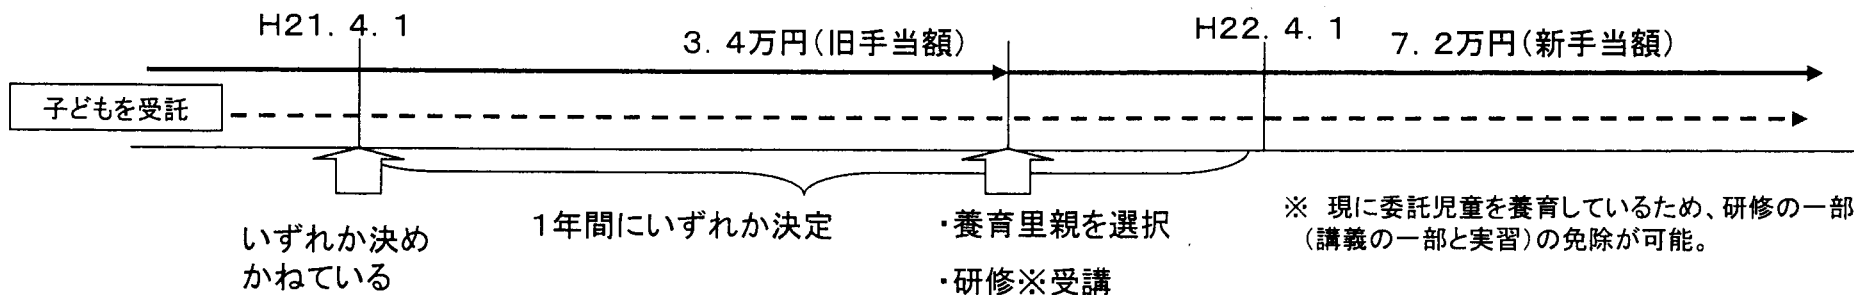 H21．4．1
3．4万円（旧手当額）
H22．4．1
7．2万円（新手当額）
子どもを受託
いずれか決め
かねている
1年間にいずれか決定
・養育里親を選択
・研修※受講
※　現に委託児童を養育しているため、研修の一部
（講義の一部と実習）の免除が可能。